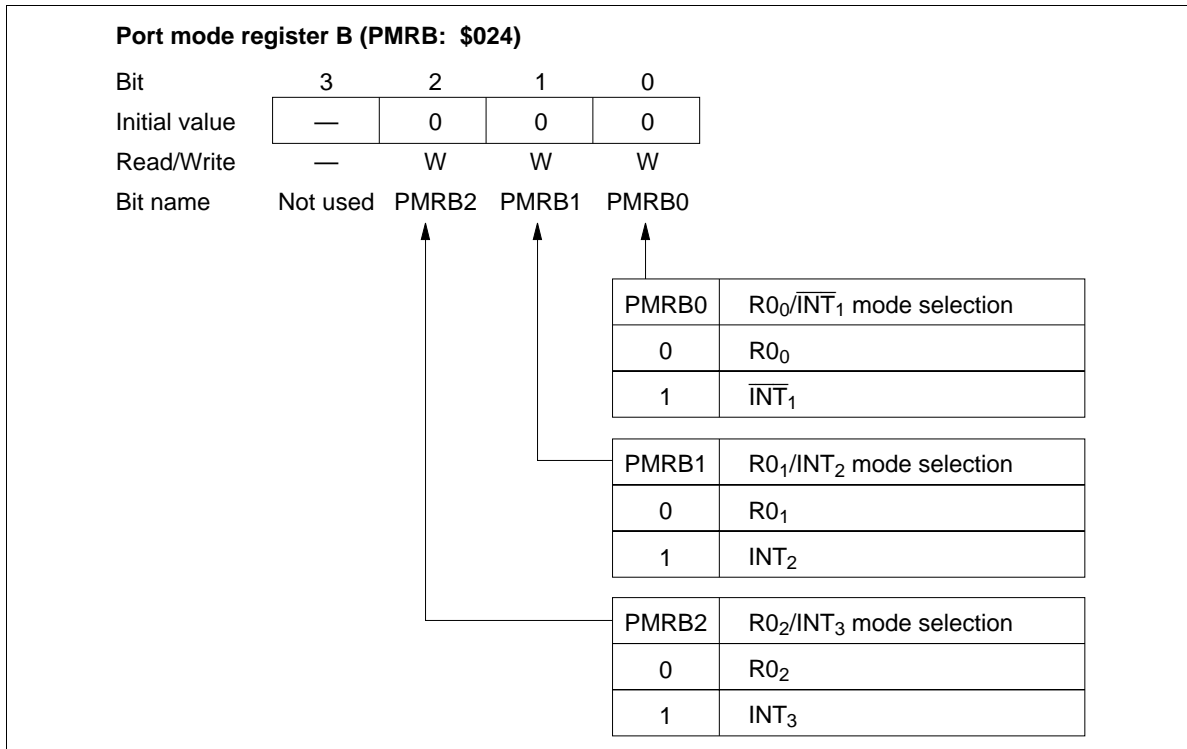 Port mode register B (PMRB: $024)
Bit 3 2 1 0
Initial value — 0 0 0
Read/Write — W W W
Bit name Not used PMRB2 PMRB1 PMRB0
PMRB0 R0₀/I̅N̅T̅₁ mode selection
0 R0₀
1 I̅N̅T̅₁
PMRB1 R0₁/INT₂ mode selection
0 R0₁
1 INT₂
PMRB2 R0₂/INT₃ mode selection
0 R0₂
1 INT₃